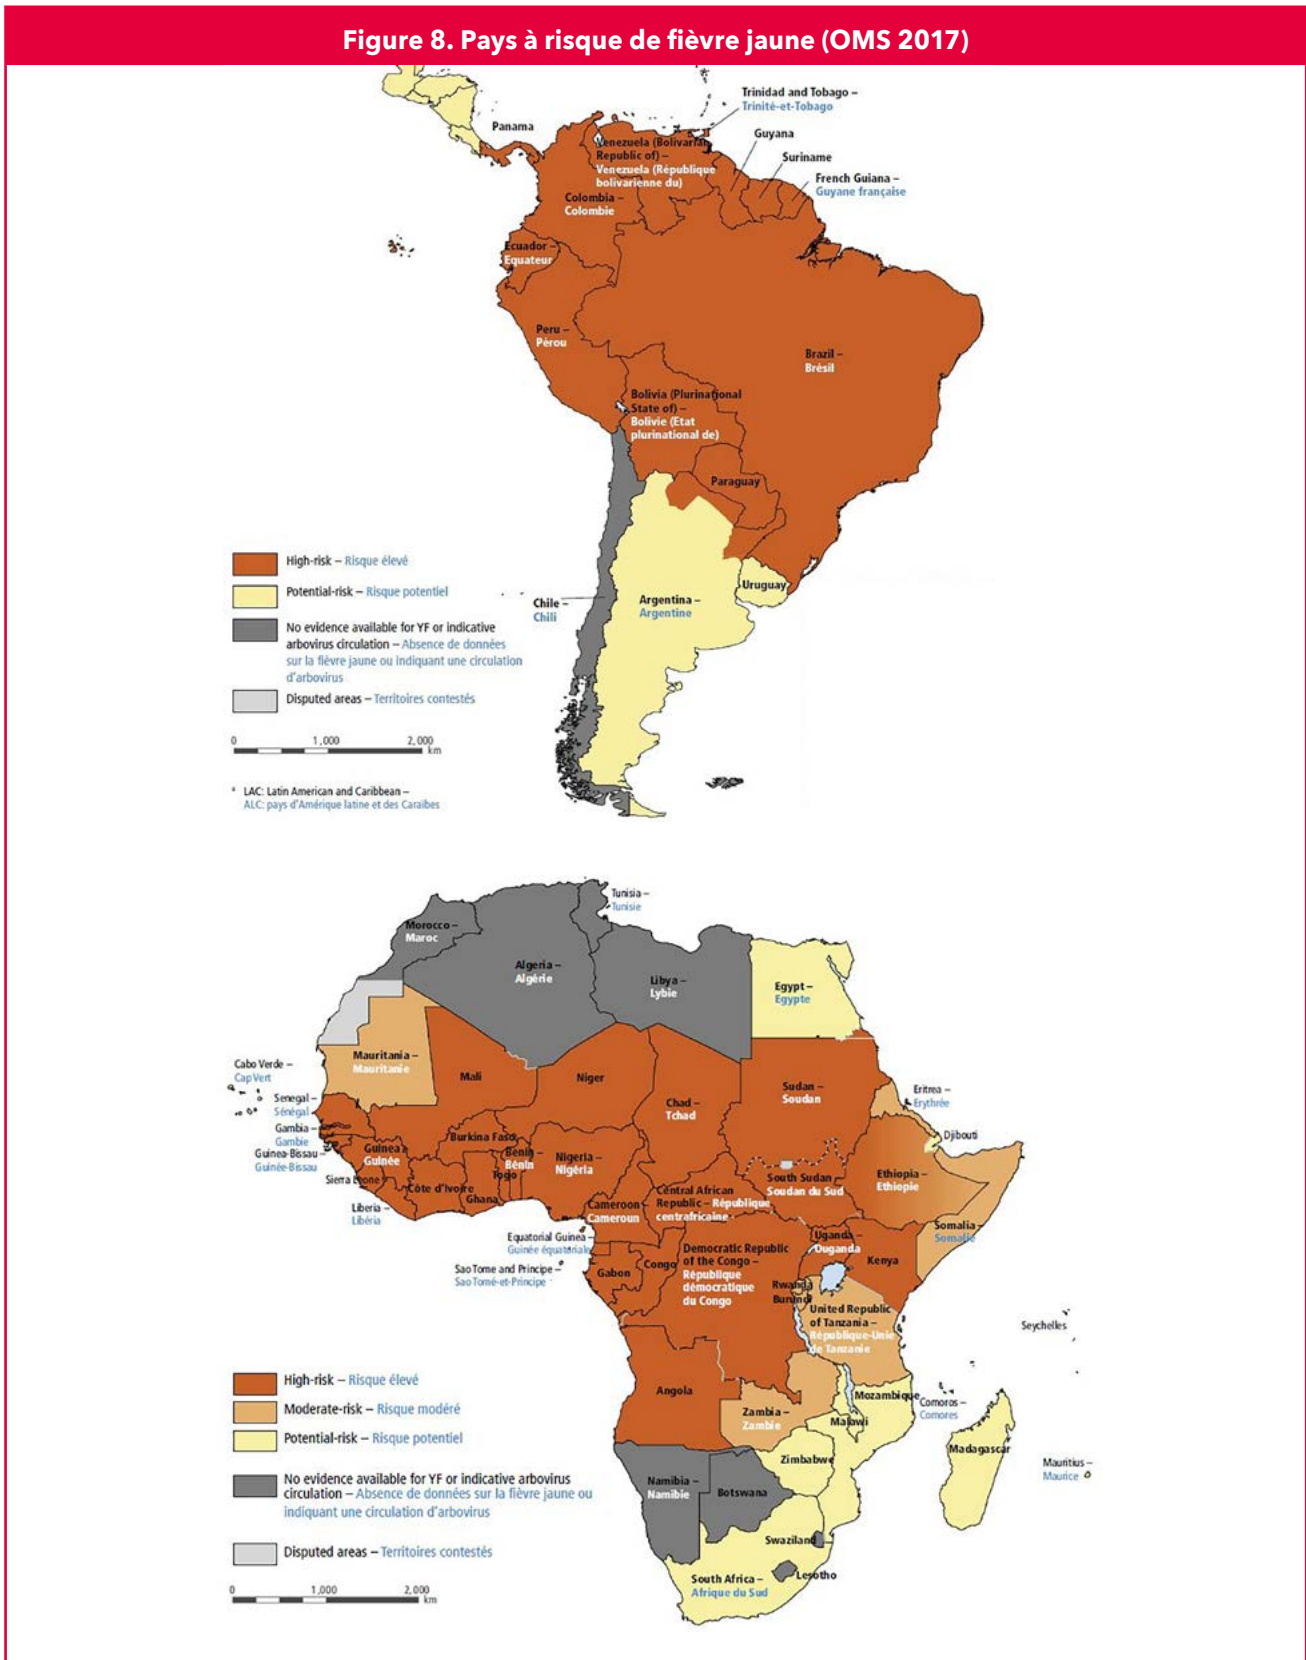 Figure 8. Pays à risque de fièvre jaune (OMS 2017)
Trinidad and Tobago –
Trinité-et-Tobago
Panama
Guyana
Venezuela (Bolivarian
Republic of) –
Venezuela (République
bolivarienne du)
Suriname
French Guiana –
Guyane française
Colombia –
Colombie
Ecuador –
Equateur
Peru –
Pérou
Brazil –
Brésil
Bolivia (Plurinational
State of) –
Bolivie (Etat
plurinational de)
Paraguay
High-risk – Risque élevé
Potential-risk – Risque potentiel
Uruguay
Chile –
Chili
Argentina –
Argentine
No evidence available for YF or indicative
arbovirus circulation – Absence de données
sur la fièvre jaune ou indiquant une circulation
d'arbovirus
Disputed areas – Territoires contestés
0 1,000 2,000
km
a LAC: Latin American and Caribbean –
ALC: pays d'Amérique latine et des Caraïbes
Tunisia –
Tunisie
Morocco –
Maroc
Algeria –
Algérie
Libya –
Lybie
Egypt –
Egypte
Mauritania –
Mauritanie
Cabo Verde –
Cap Vert
Mali
Niger
Chad –
Tchad
Sudan –
Soudan
Eritrea –
Erythrée
Senegal –
Sénégal
Gambia –
Gambie
Djibouti
Guinea-Bissau –
Guinée-Bissau
Guinea –
Guinée
Burkina Faso
Benin –
Bénin
Togo
Nigeria –
Nigéria
Ethiopia –
Ethiopie
South Sudan –
Soudan du Sud
Sierra Leone
Côte d'Ivoire
Ghana
Central African
Republic – République
centrafricaine
Liberia –
Libéria
Cameroon –
Cameroun
Somalia –
Somalie
Equatorial Guinea –
Guinée équatoriale
Uganda –
Ouganda
Kenya
Democratic Republic
of the Congo –
République
démocratique
du Congo
Congo
Gabon
Sao Tome and Principe –
Sao Tomé-et-Principe
Rwanda
Burundi
United Republic
of Tanzania –
République-Unie
de Tanzanie
Seychelles
High-risk – Risque élevé
Moderate-risk – Risque modéré
Potential-risk – Risque potentiel
Angola
Zambia –
Zambie
Mozambique
Malawi
Comoros –
Comores
Madagascar
Zimbabwe
Mauritius –
Maurice
No evidence available for YF or indicative arbovirus
circulation – Absence de données sur la fièvre jaune ou
indiquant une circulation d'arbovirus
Namibia –
Namibie
Botswana
Swaziland
Disputed areas – Territoires contestés
South Africa –
Afrique du Sud
Lesotho
0 1,000 2,000
km